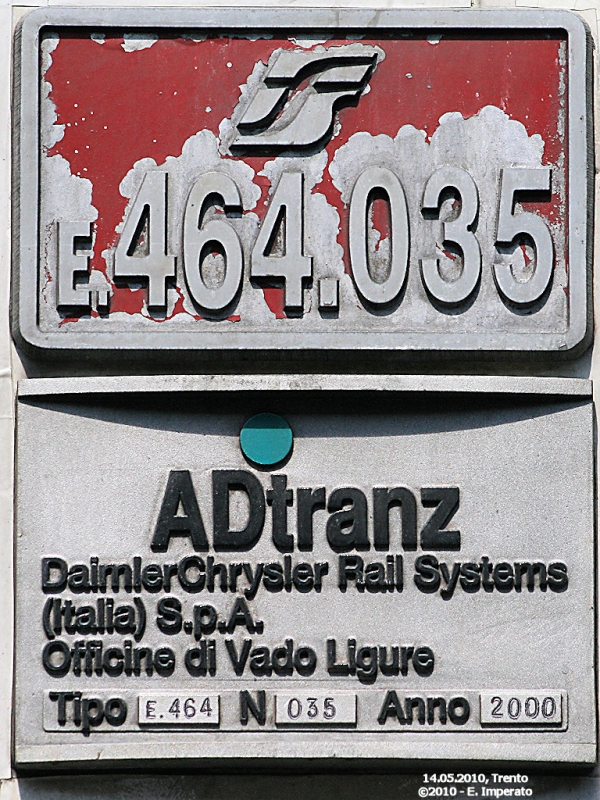 E.464.035
ADtranz
DaimlerChrysler Rail Systems
(Italia) S.p.A.
Officine di Vado Ligure
Tipo E.464 N 035 Anno 2000
14.05.2010, Trento
©2010 - E. Imperato